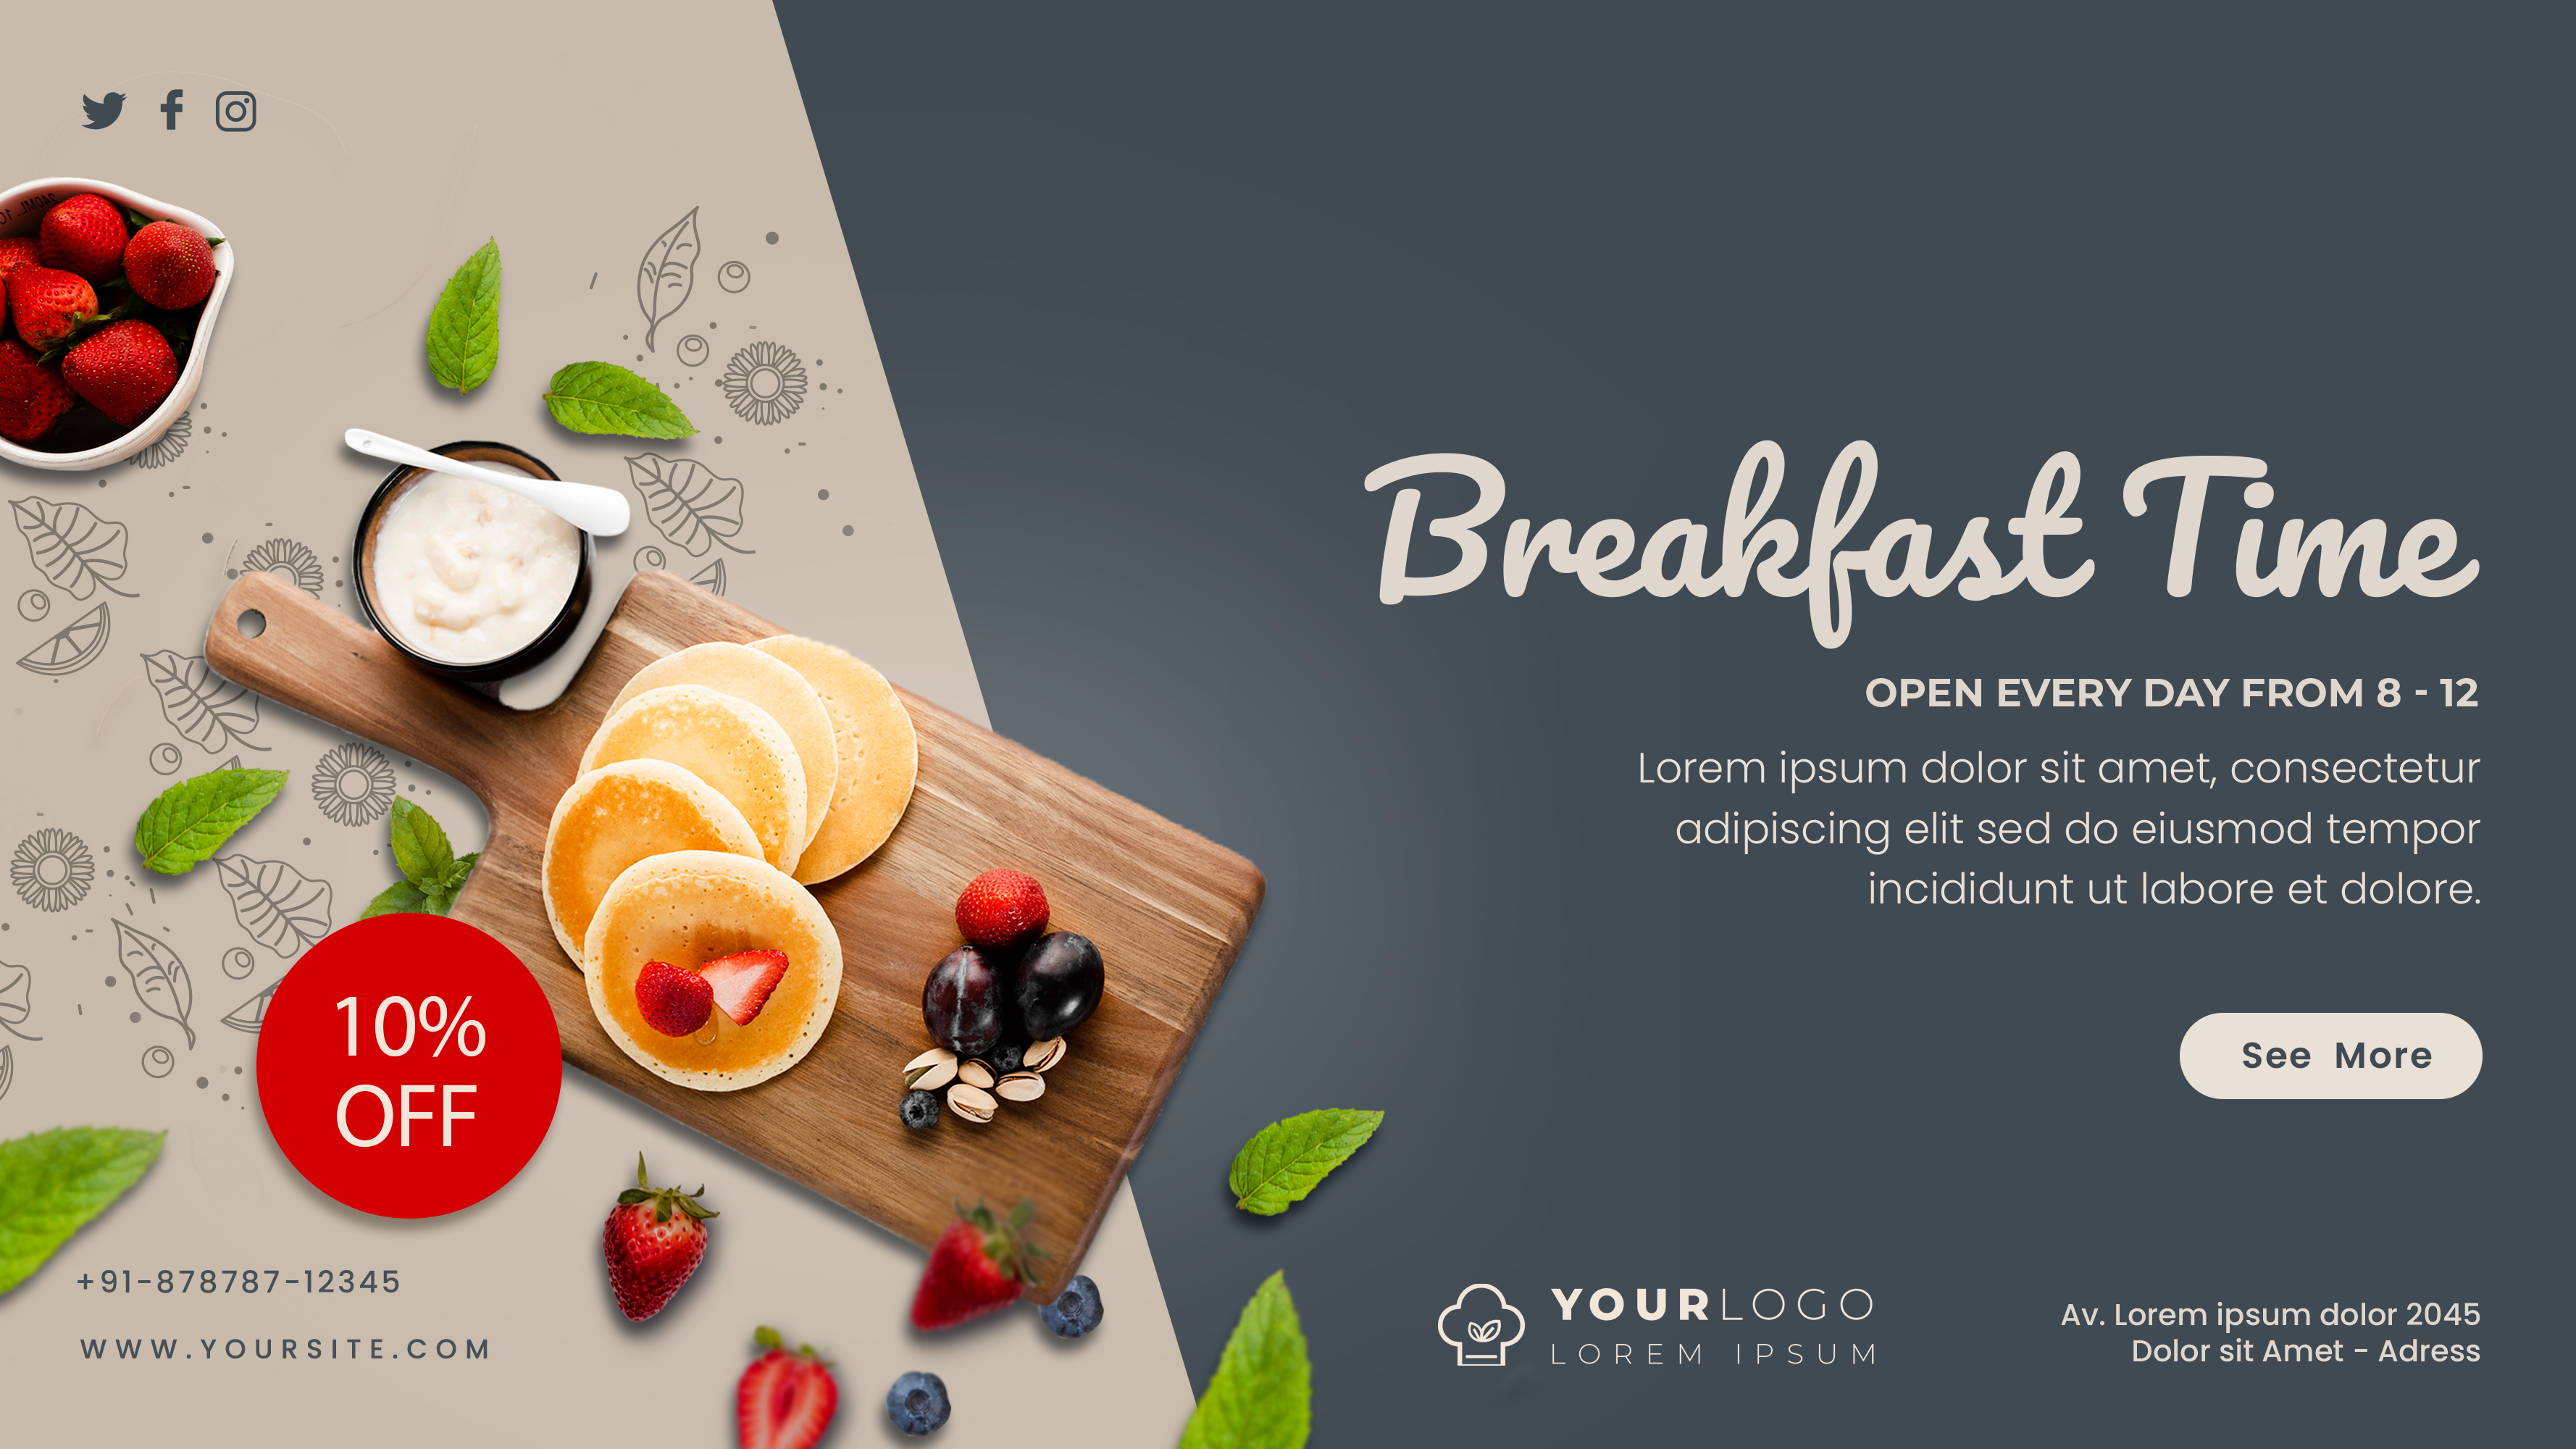 Breakfast Time
OPEN EVERY DAY FROM 8 - 12
Lorem ipsum dolor sit amet, consectetur
adipiscing elit sed do eiusmod tempor
incididunt ut labore et dolore.
See More
10%
OFF
+91-878787-12345
WWW.YOURSITE.COM
YOURLOGO
LOREM IPSUM
Av. Lorem ipsum dolor 2045
Dolor sit Amet - Adress